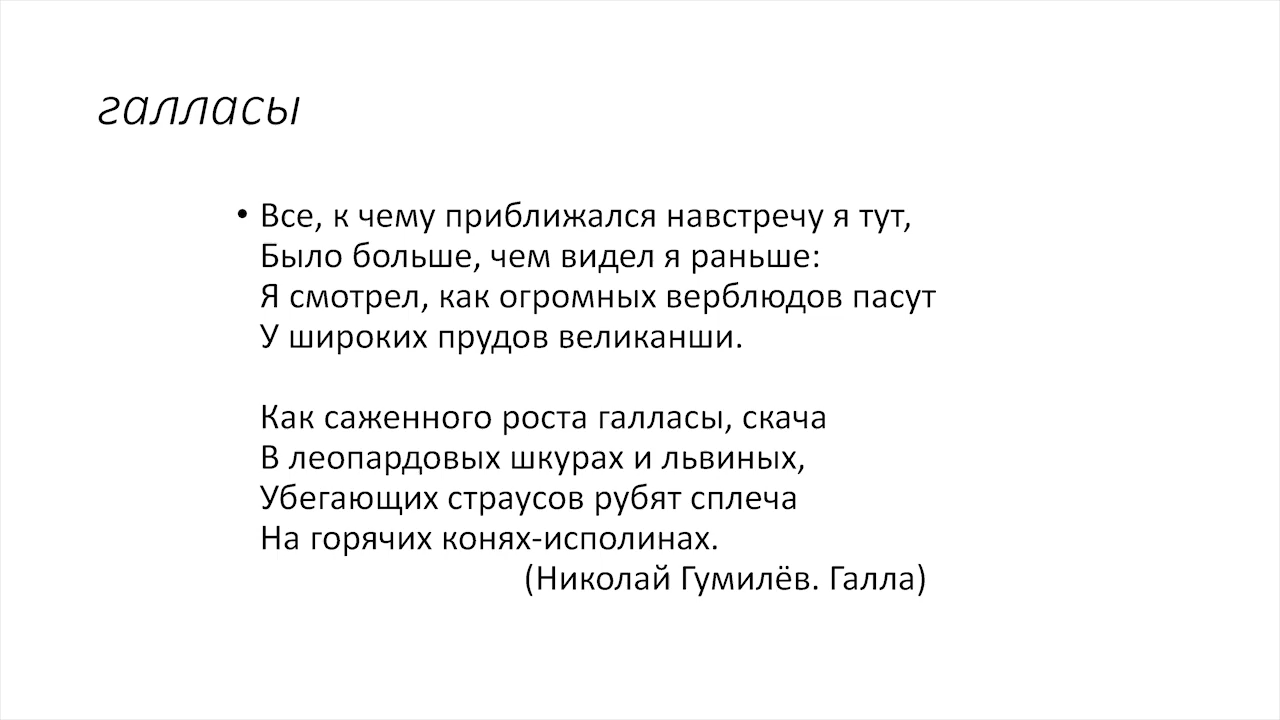 галласы
• Все, к чему приближался навстречу я тут,
Было больше, чем видел я раньше:
Я смотрел, как огромных верблюдов пасут
У широких прудов великанши.
Как саженного роста галласы, скача
В леопардовых шкурах и львиных,
Убегающих страусов рубят сплеча
На горячих конях-исполинах.
(Николай Гумилёв. Галла)